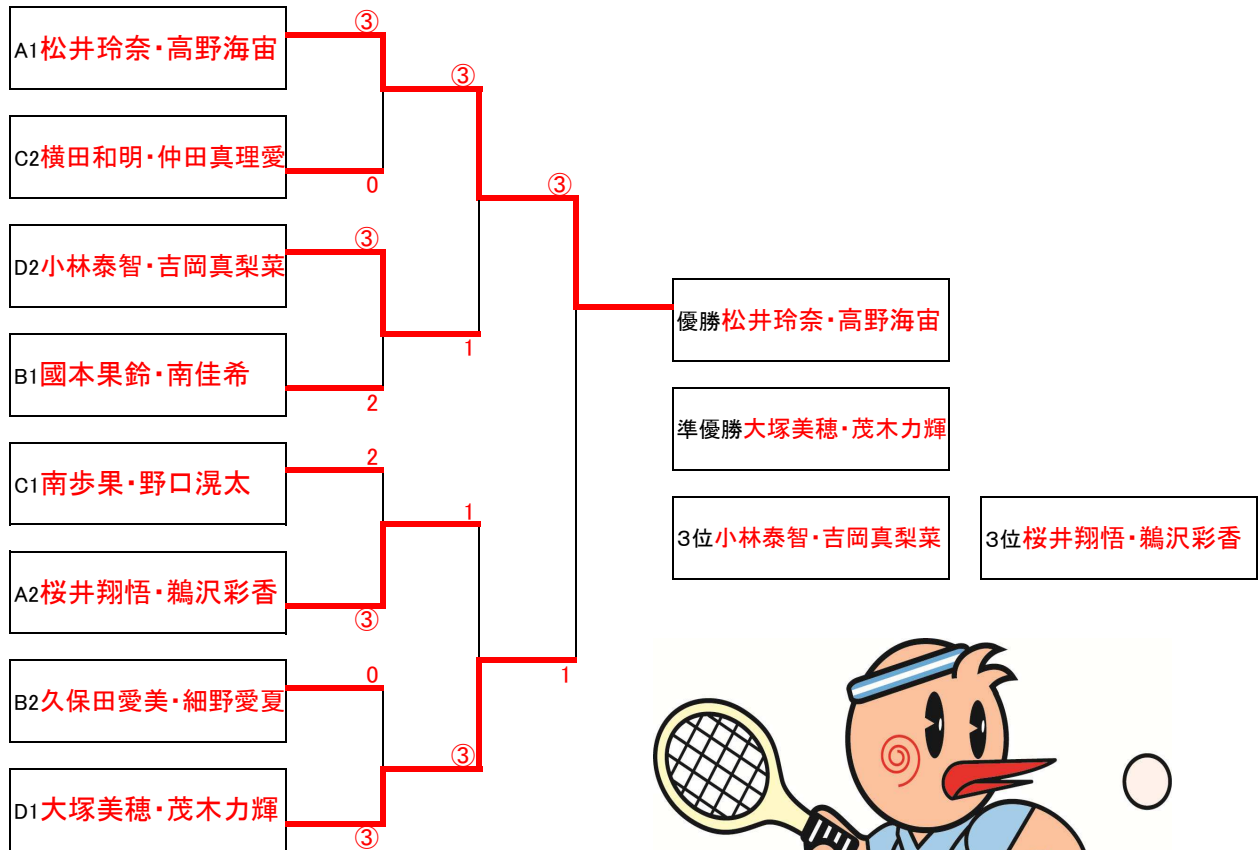 ③
A1松井玲奈・高野海宙
③
C2横田和明・仲田真理愛
0
③
③
D2小林泰智・吉岡真梨菜
1
B1國本果鈴・南佳希
2
優勝松井玲奈・高野海宙
準優勝大塚美穂・茂木力輝
2
C1南歩果・野口滉太
1
3位小林泰智・吉岡真梨菜
3位桜井翔悟・鵜沢彩香
A2桜井翔悟・鵜沢彩香
③
0
1
B2久保田愛美・細野愛夏
③
D1大塚美穂・茂木力輝
③